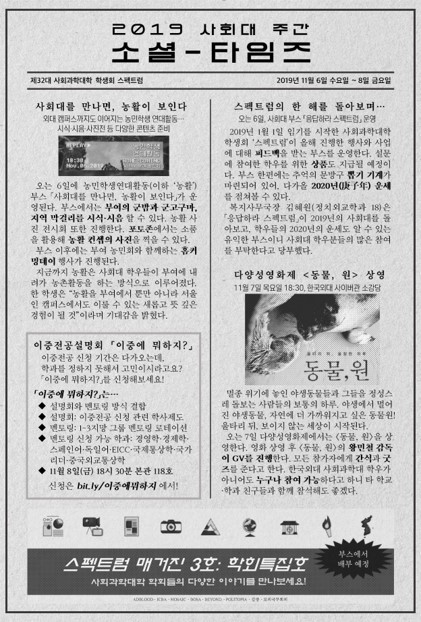 2019 사회대 주간
소셜-타임즈
제32대 사회과학대학 학생회 스펙트럼
2019년 11월 6일 수요일 ~ 8일 금요일
사회대를 만나면, 농활이 보인다
외대 캠퍼스까지도 이어지는 농민학생 연대활동…
시식·시음·사진전 등 다양한 콘텐츠 준비
오는 6일에 농민학생연대활동(이하 '농활')
부스 「사회대를 만나면, 농활이 보인다」가 운
영된다. 부스에서는 부여의 군밤과 군고구마,
지역 막걸리를 시식·시음 할 수 있다. 농활 사
진 전시회 또한 진행한다. 포토존에서는 소품
을 활용해 농활 컨셉의 사진을 찍을 수 있다.
부스 이후에는 부여 농민회와 함께하는 홈커
밍데이 행사가 진행된다.
지금까지 농활은 사회대 학우들이 부여에 내
려가 농촌활동을 하는 방식으로 이루어졌다.
한 학생은 "농활을 부여에서 뿐만 아니라 서울
인 캠퍼스에서도 이룰 수 있는 새롭고 뜻 깊은
경험이 될 것"이라며 기대감을 밝혔다.
이중전공설명회 「이중에 뭐하지?」
이중전공 신청 기간은 다가오는데,
학과를 정하지 못해서 고민이시라고요?
「이중에 뭐하지?」를 신청해보세요!
「이중에 뭐하지?」는…
◆ 설명회와 멘토링 방식 결합
◆ 설명회: 이중전공 신청 관련 학사제도
◆ 멘토링: 1-3지망 그룹 멘토링 로테이션
◆ 멘토링 신청 가능 학과: 경영학·경제학·
스페인어·독일어·EICC·국제통상학·국가
리더·중국외교통상학
◆ 11월 8일(금) 18시 30분 본관 118호
신청은 bit.ly/이중에뭐하지 에서!
스펙트럼의 한 해를 돌아보며…
오는 6일, 사회대 부스 「응답하라 스펙트럼」 운영
2019년 1월 1일 임기를 시작한 사회과학대학
학생회 '스펙트럼'이 올해 진행한 행사와 사업
에 대해 피드백을 받는 부스를 운영한다. 설문
에 참여한 학우를 위한 상품도 지급될 예정이
다. 부스 한편에는 추억의 문방구 뽑기 기계가
마련되어 있어, 다가올 2020년(庚子年) 운세
를 점쳐볼 수 있다.
복지사무국장 김혜원(정치외교학과 18)은
"「응답하라 스펙트럼」이 2019년의 사회대를 돌
아보고, 학우들의 2020년의 운세도 알 수 있는
유익한 부스이니 사회대 학우분들의 많은 참여
를 부탁한다고 당부했다.
다양성영화제 <동물, 원> 상영
11월 7일 목요일 18:30, 한국외대 사이버관 소강당
동물,원
멸종 위기에 놓인 야생동물들과 그들을 정성스
레 돌보는 사람들의 보통의 하루. 야생에서 멀어
진 야생동물, 자연에 더 가까워지고 싶은 동물원!
울타리 뒤, 보이지 않는 세상이 시작된다.
오는 7일 다양성영화제에서는 〈동물, 원〉을 상
영한다. 영화 상영 후 〈동물, 원〉의 왕민철 감독
이 GV를 진행한다. 모든 참가자에게 간식과 굿
즈를 준다고 한다. 한국외대 사회과학대 학우가
아니어도 누구나 참여 가능하다고 하니 타 학교
·학과 친구들과 함께 참석해도 좋겠다.
스펙트럼 매거진 3호: 학회특집호
사회과학대학 학회들의 다양한 이야기를 만나보세요!
부스에서
배부 예정